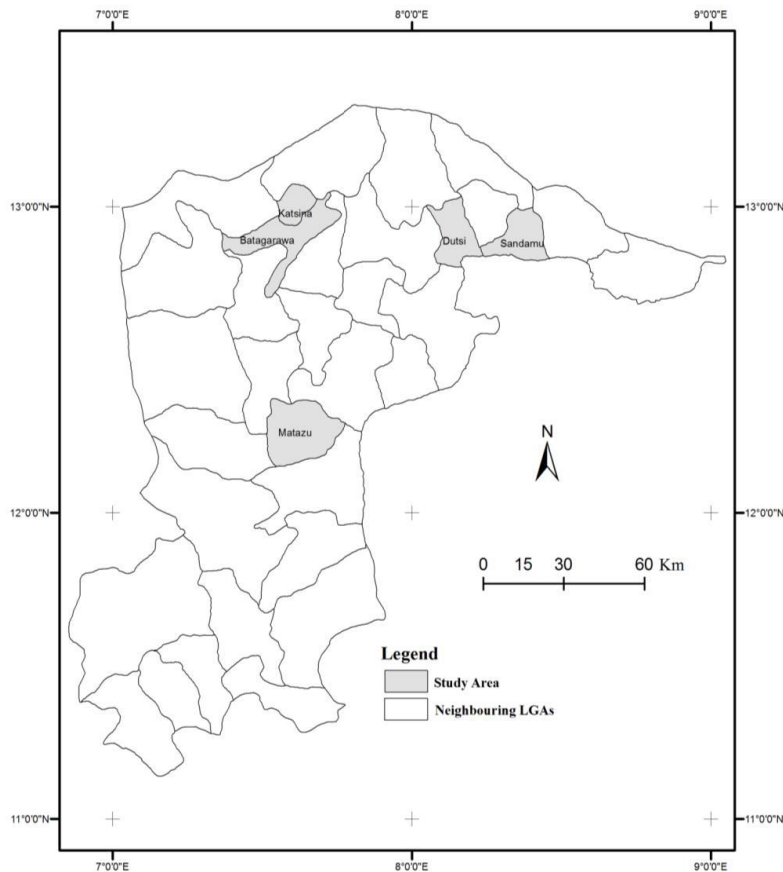 7°0'0"E 8°0'0"E 9°0'0"E
13°0'0"N 13°0'0"N
Katsina
Batagarawa
Dutsi
Sandamu
Matazu
N
12°0'0"N 12°0'0"N
0 15 30 60 Km
Legend
Study Area
Neighbouring LGAs
11°0'0"N 11°0'0"N
7°0'0"E 8°0'0"E 9°0'0"E